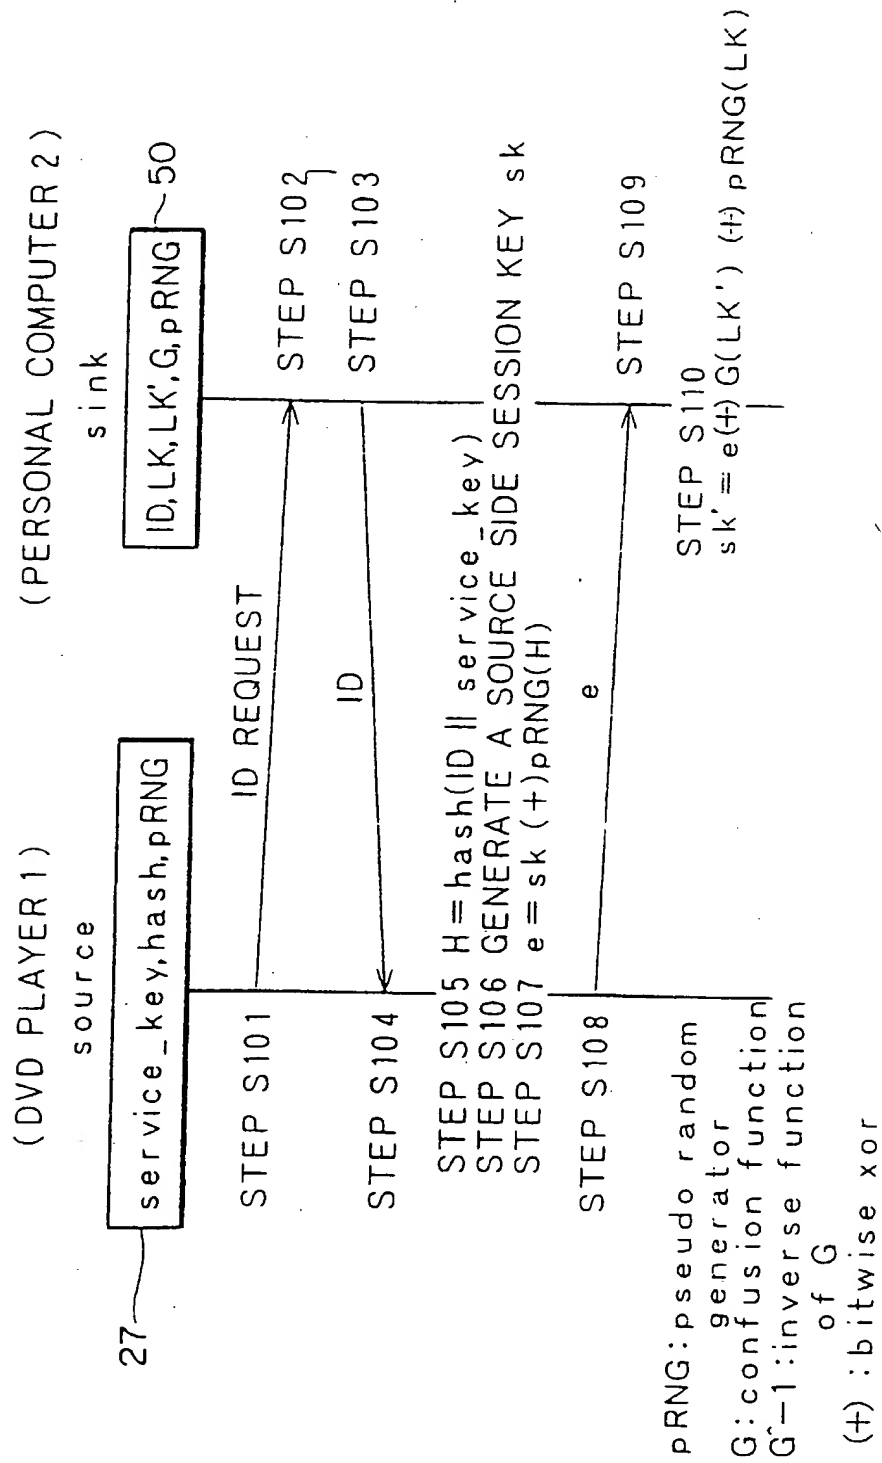 (DVD PLAYER 1)
(PERSONAL COMPUTER 2)
source
sink
27
service_key,hash,pRNG
ID,LK,LK',G,pRNG
50
STEP S101
ID REQUEST
STEP S102
STEP S103
ID
STEP S104
STEP S105 H=hash(ID || service_key)
STEP S106 GENERATE A SOURCE SIDE SESSION KEY sk
STEP S107 e=sk (+)pRNG(H)
STEP S108
e
STEP S109
STEP S110
sk'=e(+)G(LK') (+) pRNG(LK)
pRNG:pseudo random
generator
G:confusion function
G^-1:inverse function
of G
(+) :bitwise xor